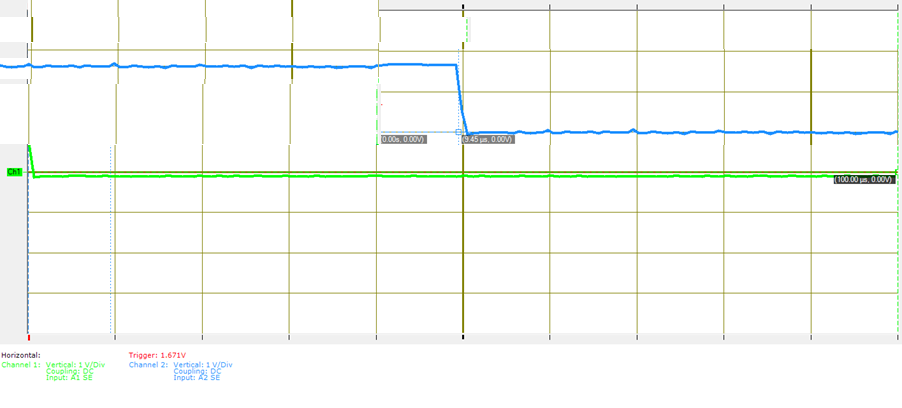 0.00s, 0.00V)
(9.45 µs, 0.00V)
Ch1
(100.00 µs, 0.00V)
Horizontal:
Trigger: 1.671V
Channel 1: Vertical: 1 V/Div
Coupling: DC
Input: A1 SE
Channel 2: Vertical: 1 V/Div
Coupling: DC
Input: A2 SE